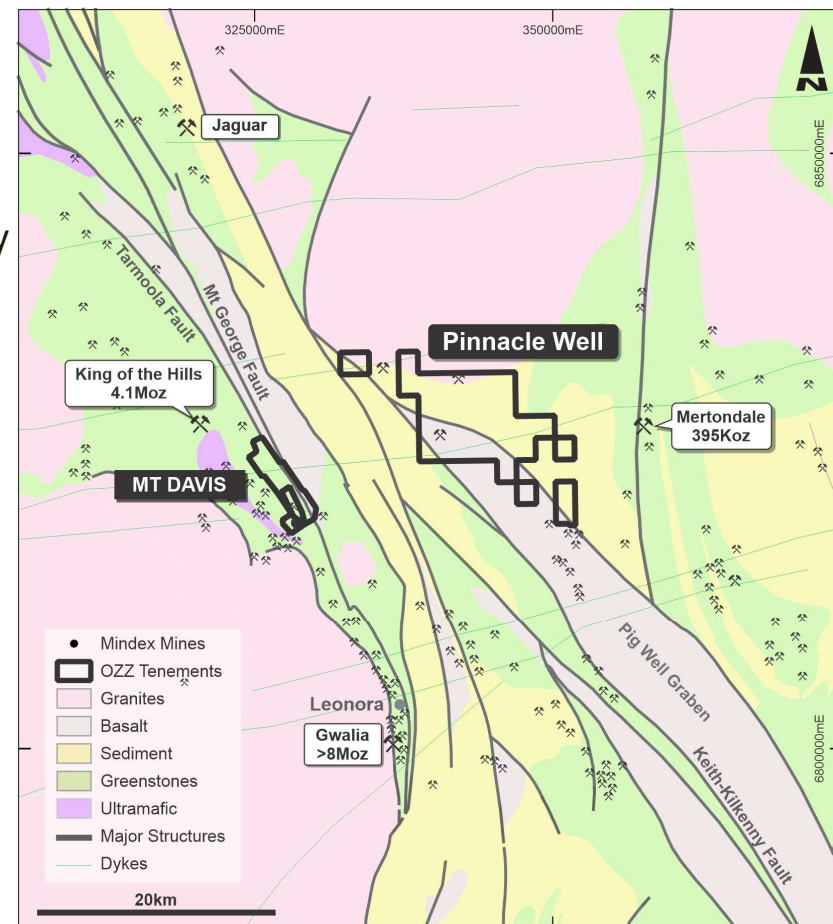 325000mE
350000mE
N
Jaguar
6850000mE
y
Tarmoola Fault
Mt George Fault
Pinnacle Well
King of the Hills
4.1Moz
Mertondale
395Koz
MT DAVIS
Pig Well Graben
Mindex Mines
OZZ Tenements
Granites
Basalt
Sediment
Greenstones
Ultramafic
Major Structures
Dykes
20km
Leonora
Gwalia
>8Moz
6800000mE
Keith-Kilkenny Fault